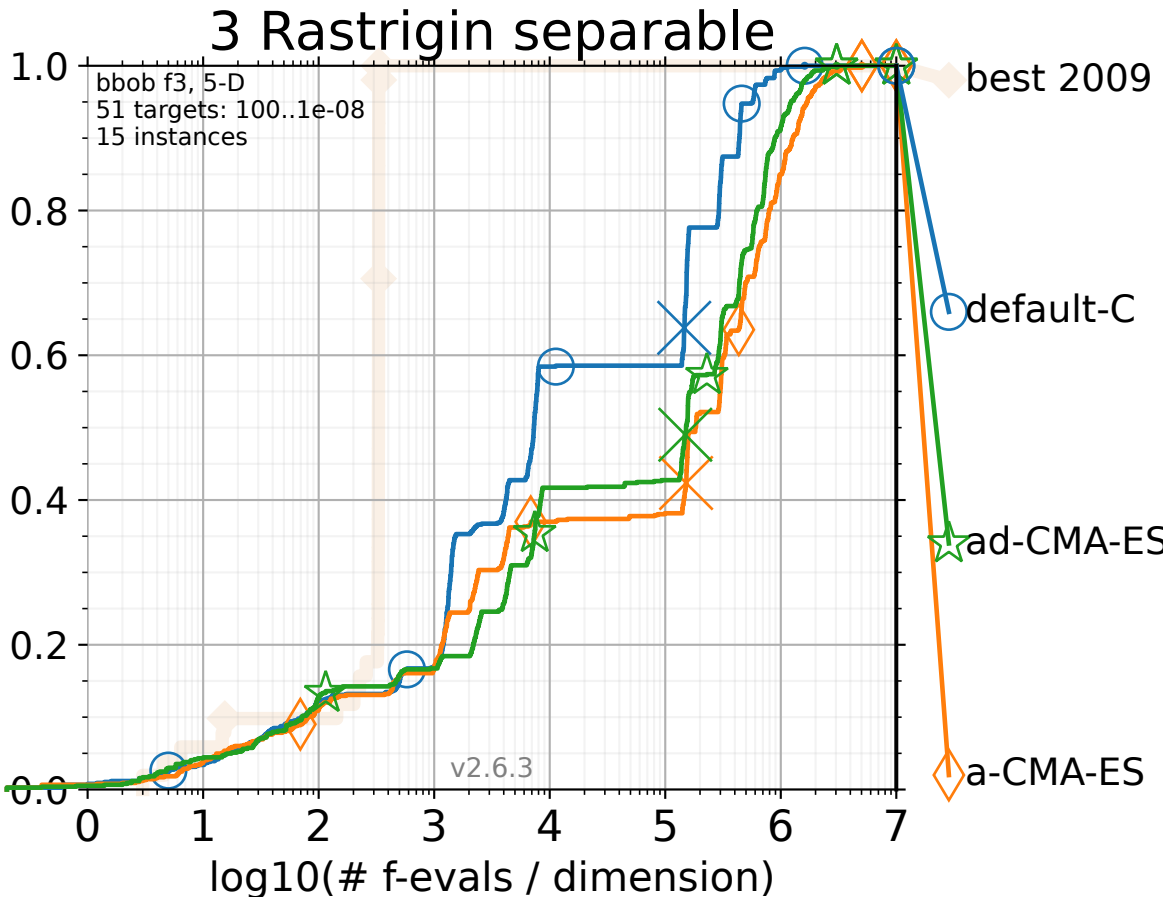 3 Rastrigin separable
bbob f3, 5-D
51 targets: 100..1e-08
15 instances
1.0
0.8
0.6
0.4
0.2
0.0
best 2009
default-C
ad-CMA-ES
a-CMA-ES
v2.6.3
0 1 2 3 4 5 6 7
log10(# f-evals / dimension)